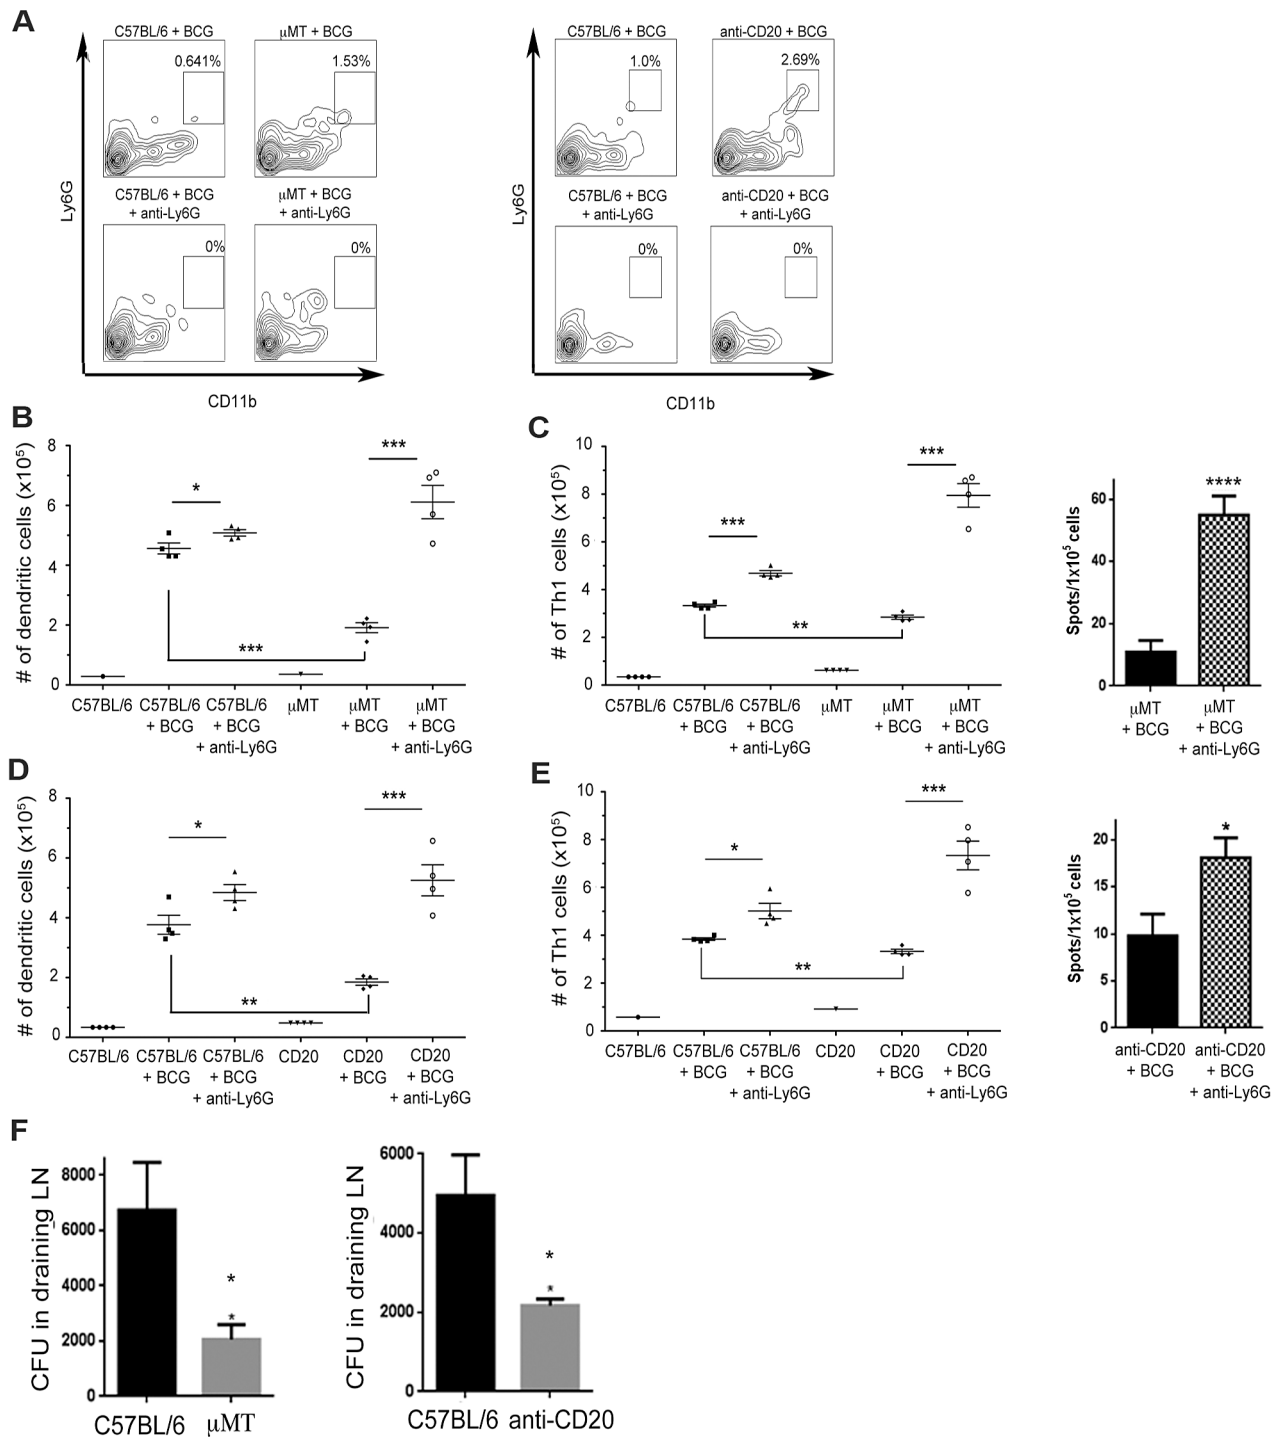 A
C57BL/6 + BCG
μMT + BCG
0.641%
1.53%
C57BL/6 + BCG
+ anti-Ly6G
μMT + BCG
+ anti-Ly6G
0%
0%
Ly6G
CD11b
C57BL/6 + BCG
anti-CD20 + BCG
1.0%
2.69%
C57BL/6 + BCG
+ anti-Ly6G
anti-CD20 + BCG
+ anti-Ly6G
0%
0%
Ly6G
CD11b
B
# of dendritic cells (x10⁵)
8
6
4
2
0
*
***
***
C57BL/6
C57BL/6
+ BCG
C57BL/6
+ BCG
+ anti-Ly6G
μMT
μMT
+ BCG
μMT
+ BCG
+ anti-Ly6G
C
# of Th1 cells (x10⁵)
10
8
6
4
2
0
***
**
***
C57BL/6
C57BL/6
+ BCG
C57BL/6
+ BCG
+ anti-Ly6G
μMT
μMT
+ BCG
μMT
+ BCG
+ anti-Ly6G
Spots/1x10⁵ cells
60
40
20
0
****
μMT
+ BCG
μMT
+ BCG
+ anti-Ly6G
D
# of dendritic cells (x10⁵)
8
6
4
2
0
*
**
***
C57BL/6
C57BL/6
+ BCG
C57BL/6
+ BCG
+ anti-Ly6G
CD20
CD20
+ BCG
CD20
+ BCG
+ anti-Ly6G
E
# of Th1 cells (x10⁵)
10
8
6
4
2
0
*
**
***
C57BL/6
C57BL/6
+ BCG
C57BL/6
+ BCG
+ anti-Ly6G
CD20
CD20
+ BCG
CD20
+ BCG
+ anti-Ly6G
Spots/1x10⁵ cells
20
15
10
5
0
*
anti-CD20
+ BCG
anti-CD20
+ BCG
+ anti-Ly6G
F
CFU in draining LN
8000
6000
4000
2000
0
*
*
C57BL/6
μMT
CFU in draining LN
6000
4000
2000
0
*
*
C57BL/6
anti-CD20